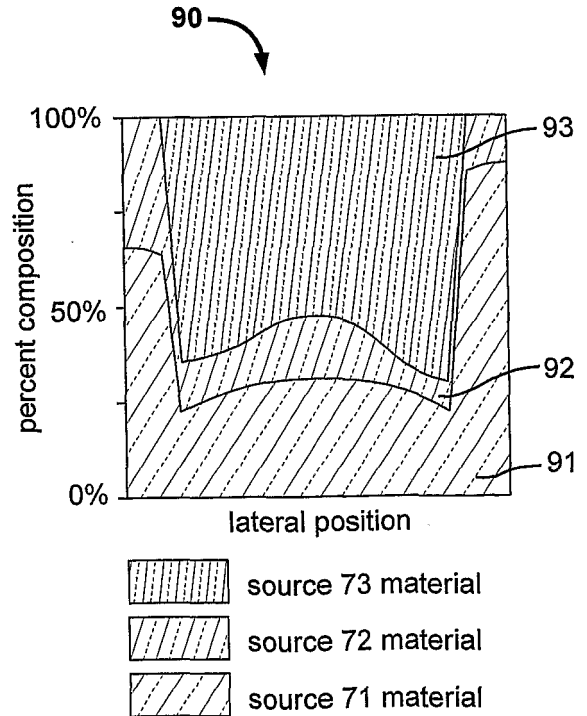 90
100%
93
percent composition
50%
92
91
0%
lateral position
source 73 material
source 72 material
source 71 material